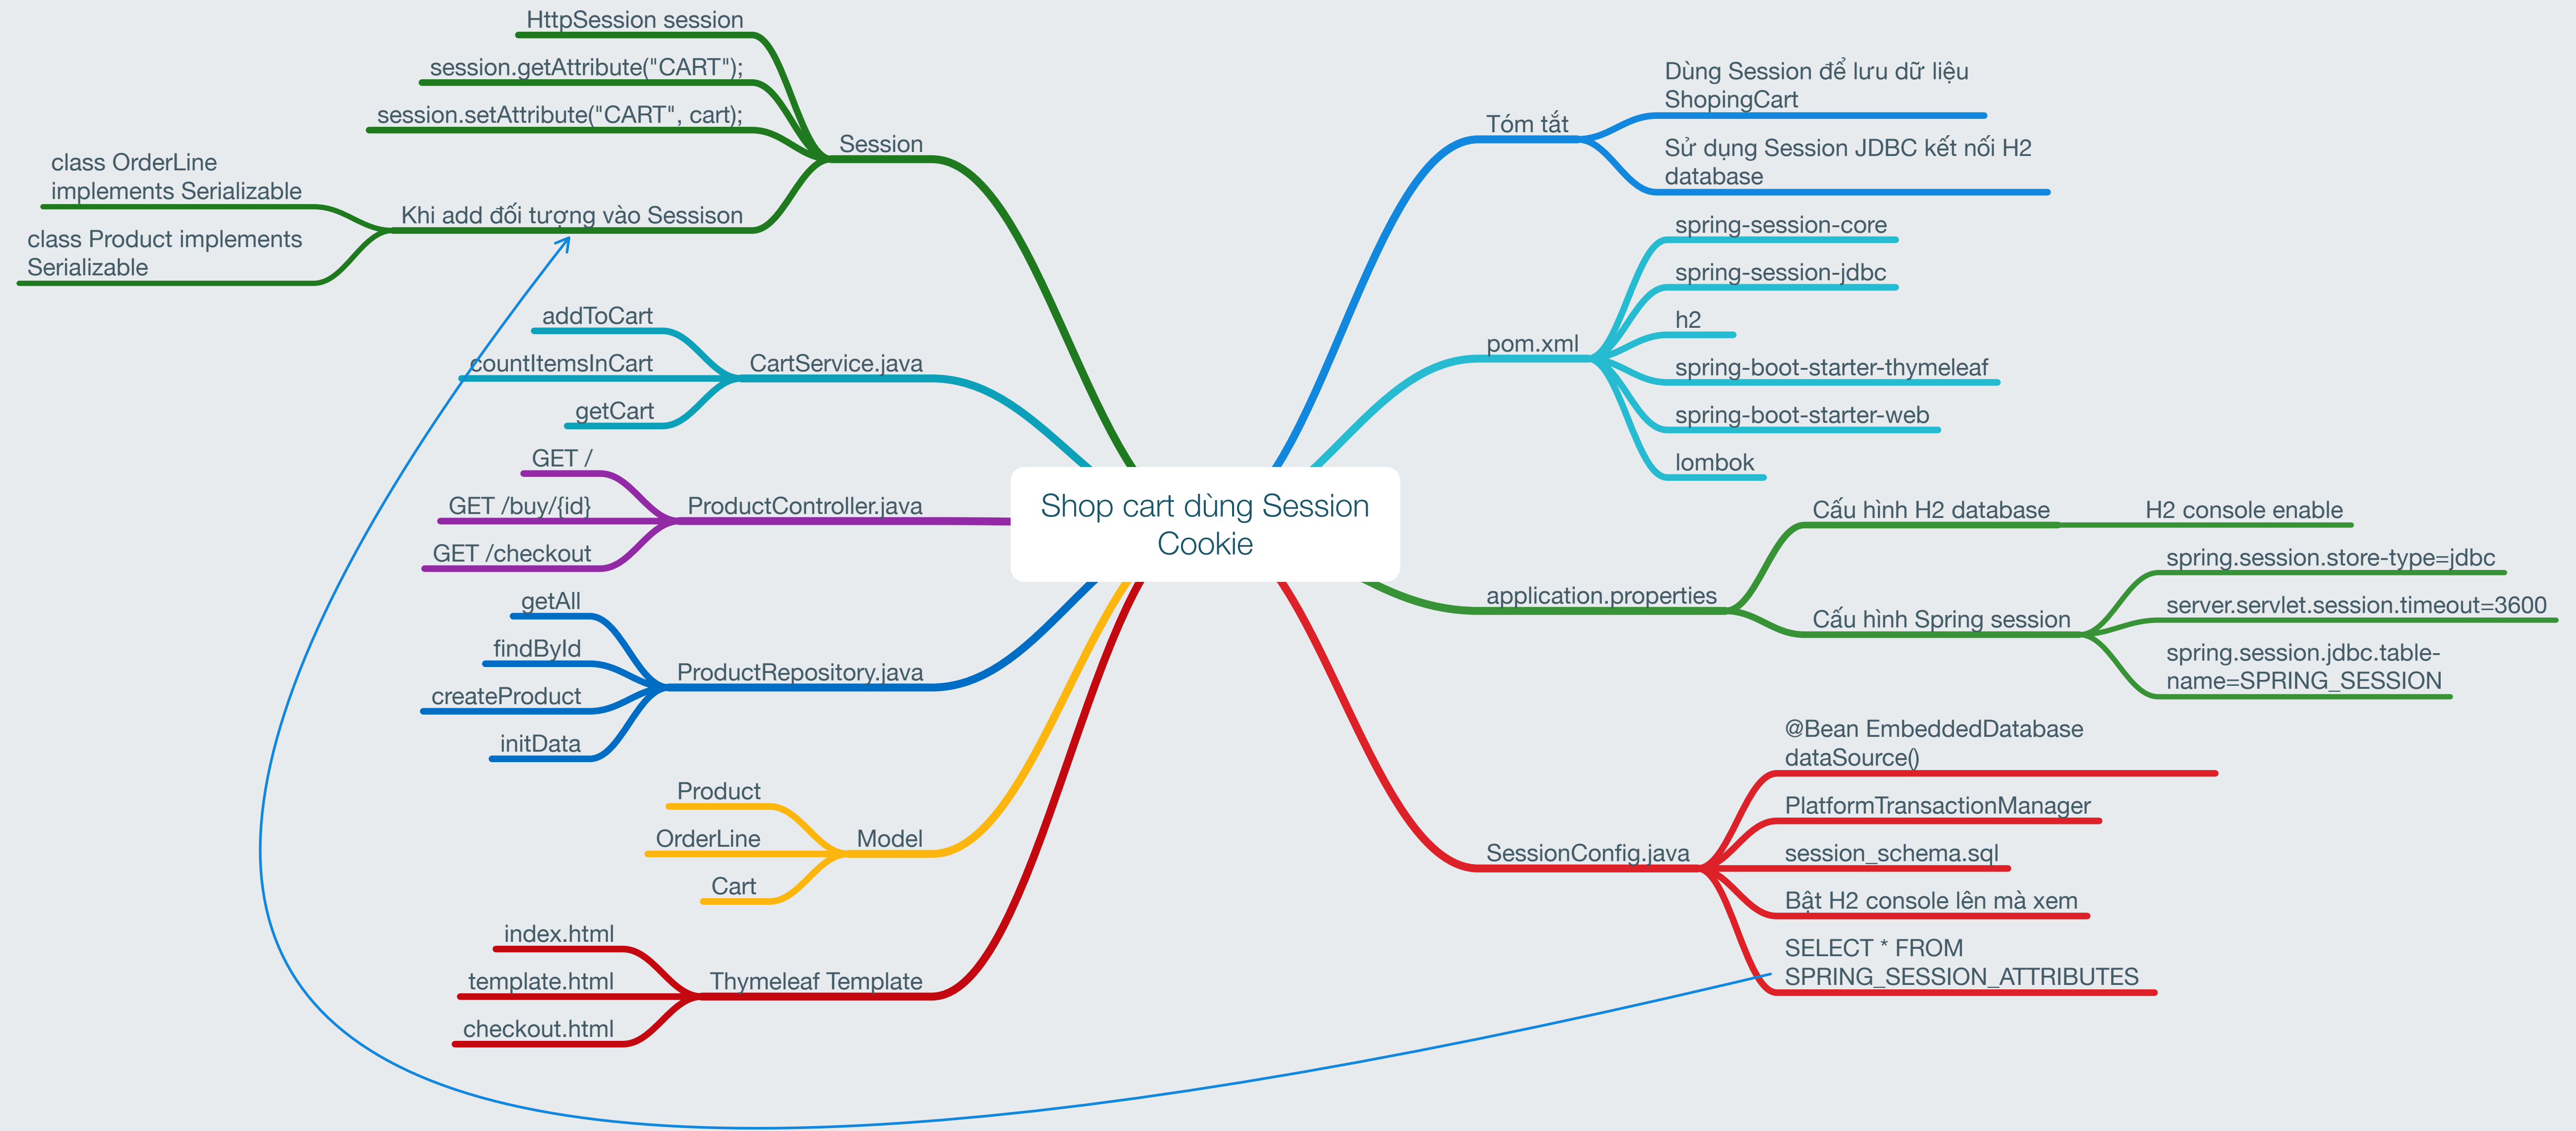 Shop cart dùng Session
Cookie
Tóm tắt
Dùng Session để lưu dữ liệu
ShopingCart
Sử dụng Session JDBC kết nối H2
database
pom.xml
spring-session-core
spring-session-jdbc
h2
spring-boot-starter-thymeleaf
spring-boot-starter-web
lombok
application.properties
Cấu hình H2 database
H2 console enable
Cấu hình Spring session
spring.session.store-type=jdbc
server.servlet.session.timeout=3600
spring.session.jdbc.table-
name=SPRING_SESSION
SessionConfig.java
@Bean EmbeddedDatabase
dataSource()
PlatformTransactionManager
session_schema.sql
Bật H2 console lên mà xem
SELECT * FROM
SPRING_SESSION_ATTRIBUTES
Session
HttpSession session
session.getAttribute("CART");
session.setAttribute("CART", cart);
Khi add đối tượng vào Sessison
class OrderLine
implements Serializable
class Product implements
Serializable
CartService.java
addToCart
countItemsInCart
getCart
ProductController.java
GET /
GET /buy/{id}
GET /checkout
ProductRepository.java
getAll
findById
createProduct
initData
Model
Product
OrderLine
Cart
Thymeleaf Template
index.html
template.html
checkout.html